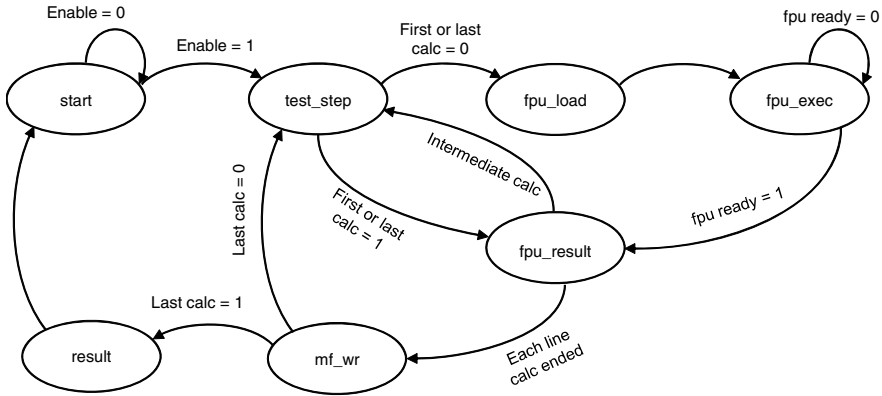 Enable = 0
Enable = 1
First or last
calc = 0
fpu ready = 0
start
test_step
fpu_load
fpu_exec
Intermediate calc
Last calc = 0
First or last
calc = 1
fpu ready = 1
fpu_result
Last calc = 1
Each line
calc ended
result
mf_wr